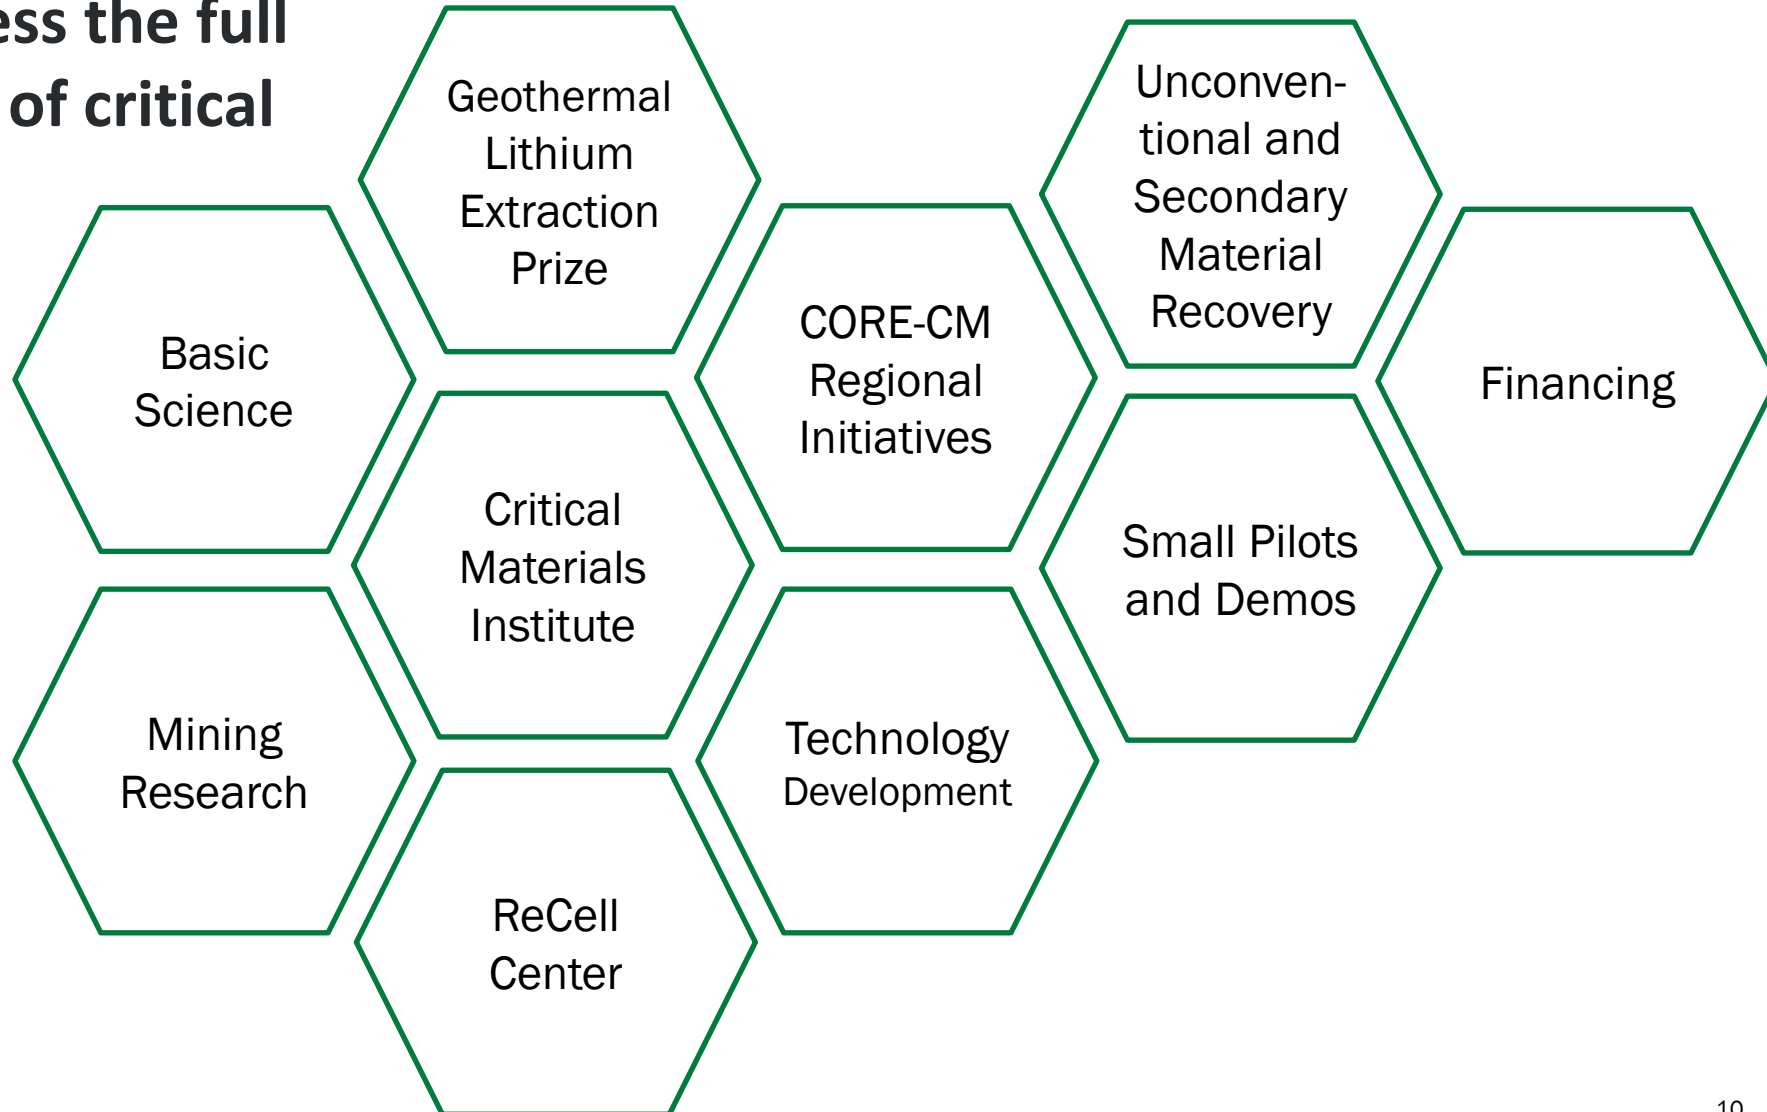 ess the full
of critical
Geothermal
Lithium
Extraction
Prize
Unconven-
tional and
Secondary
Material
Recovery
Basic
Science
CORE-CM
Regional
Initiatives
Financing
Critical
Materials
Institute
Small Pilots
and Demos
Mining
Research
Technology
Development
ReCell
Center
10